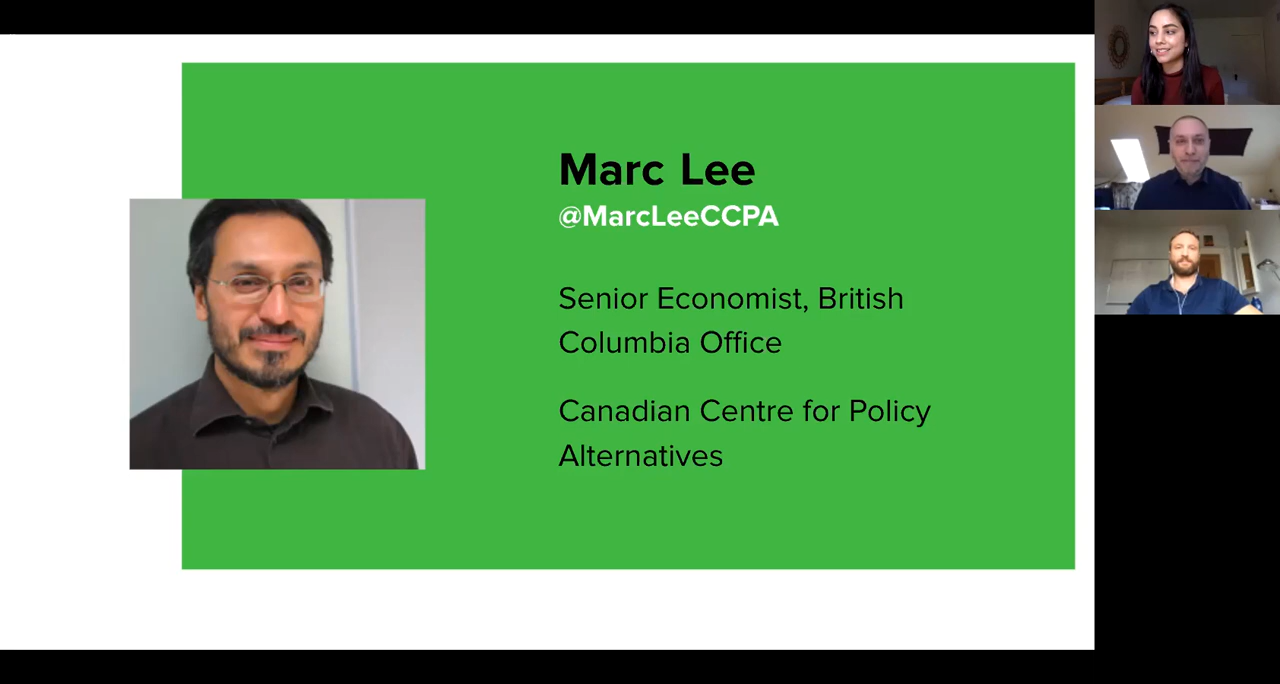 Marc Lee
@MarcLeeCCPA
Senior Economist, British
Columbia Office
Canadian Centre for Policy
Alternatives